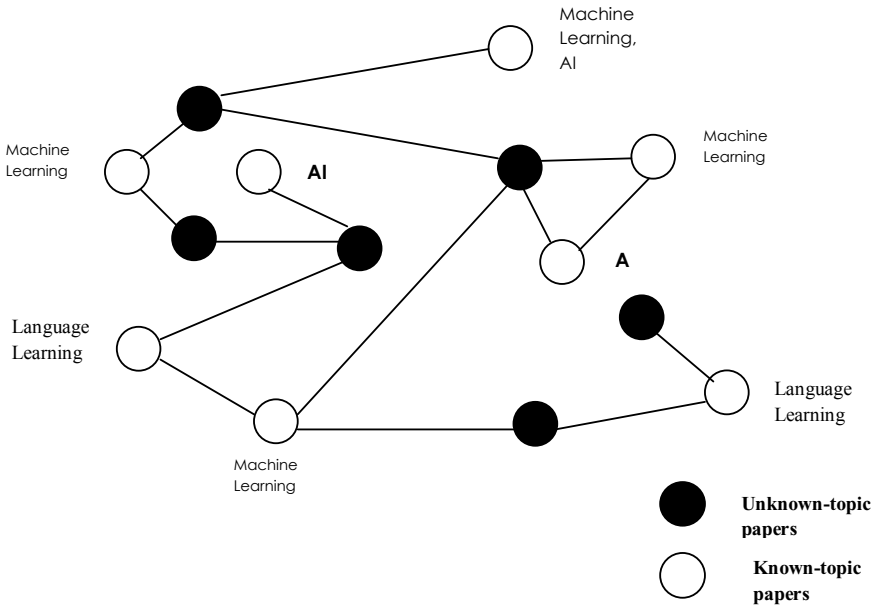 Machine
Learning,
AI
Machine
Learning
Machine
Learning
AI
A
Language
Learning
Language
Learning
Machine
Learning
Unknown-topic
papers
Known-topic
papers